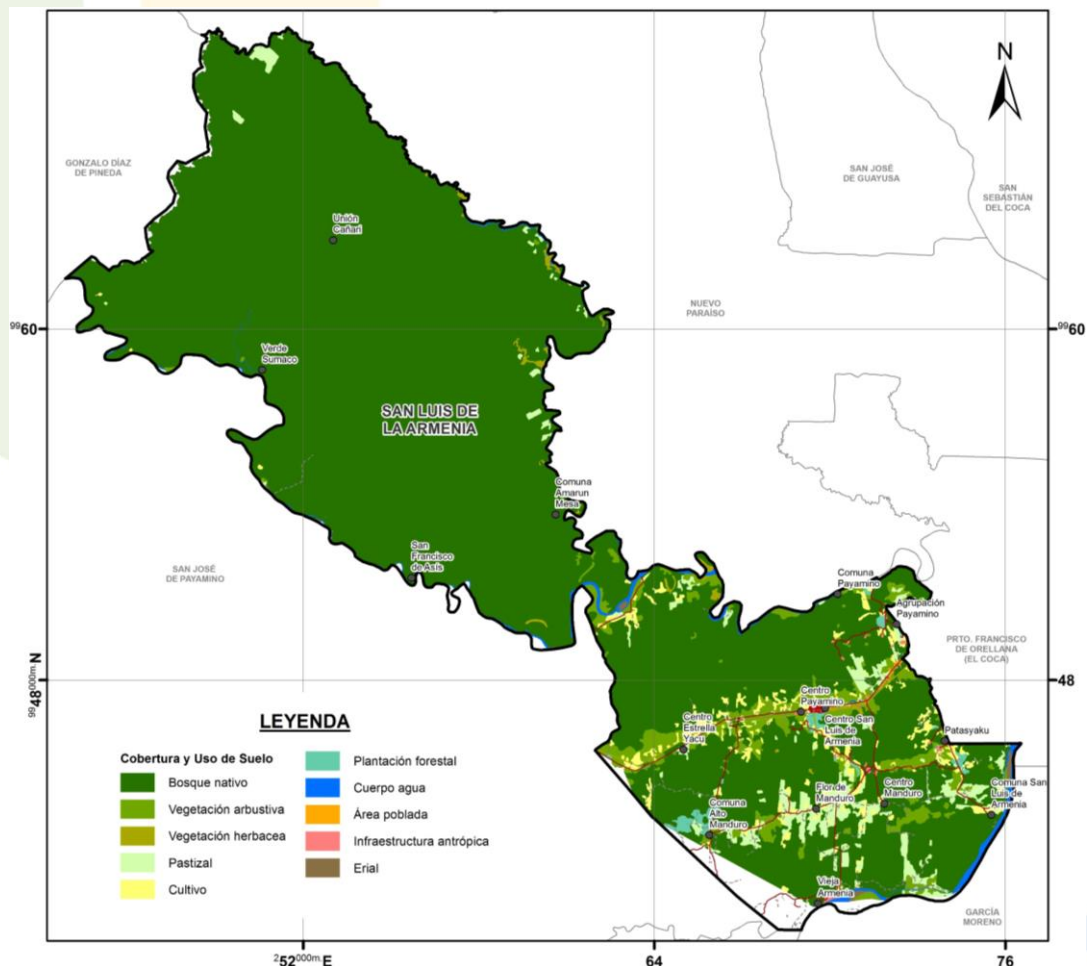 N
GONZALO DÍAZ
DE PINEDA
SAN JOSÉ
DE GUAYUSA
SAN
SEBASTIÁN
DEL COCA
Unión
Cañari
NUEVO
PARAÍSO
9960
60
Verde
Sumaco
SAN LUIS DE
LA ARMENIA
Comuna
Amarun
Mesa
San
Francisco
de Asís
SAN JOSÉ
DE PAYAMINO
Comuna
Payamino
Agrupación
Payamino
PRTO. FRANCISCO
DE ORELLANA
(EL COCA)
9948000m. N
48
Centro
Payamino
Centro San
Luis de
Armenia
Centro
Estrella
Yacú
Patasyaku
Comuna San
Luis de
Armenia
Flor de
Manduro
Centro
Manduro
Comuna
Alto
Manduro
Vieja
Armenia
GARCÍA
MORENO
LEYENDA
Cobertura y Uso de Suelo
Bosque nativo
Vegetación arbustiva
Vegetación herbacea
Pastizal
Cultivo
Plantación forestal
Cuerpo agua
Área poblada
Infraestructura antrópica
Erial
252000m. E
64
76